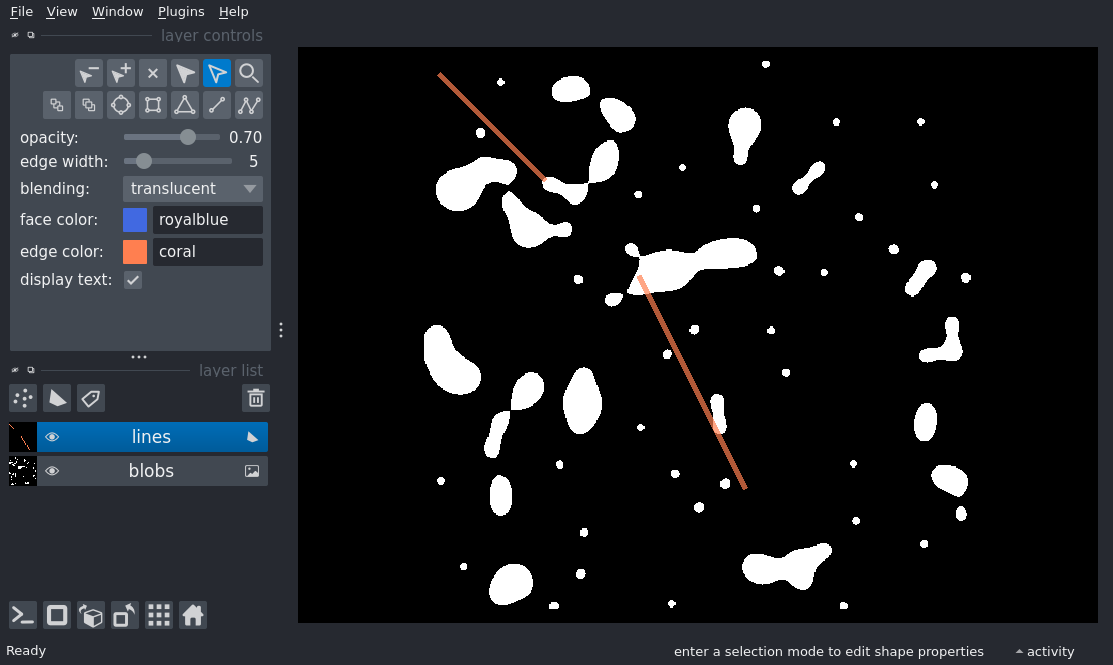 File View Window Plugins Help
layer controls
opacity: 0.70
edge width: 5
blending: translucent
face color: royalblue
edge color: coral
display text:
layer list
lines
blobs
Ready enter a selection mode to edit shape properties activity